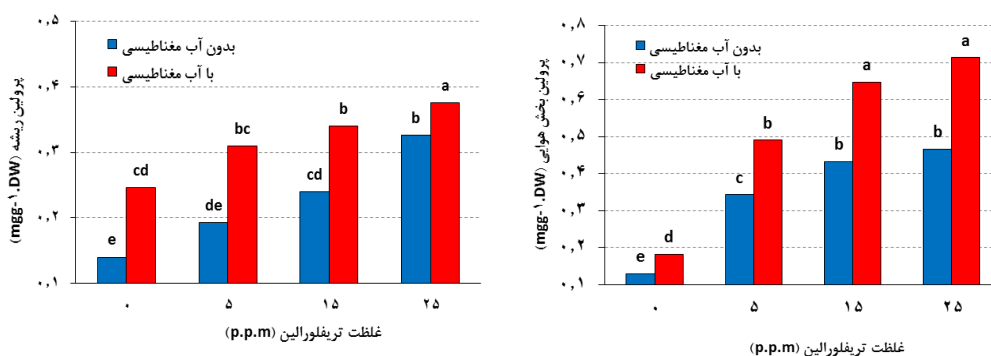 پرولین ریشه (mgg-۱.DW)
۰٫۵
۰٫۴
۰٫۳
۰٫۲
۰٫۱
بدون آب مغناطیسی
با آب مغناطیسی
e
cd
de
bc
cd
b
b
a
۰
۵
۱۵
۲۵
غلظت تریفلورالین (p.p.m)
پرولین بخش هوایی (mgg-۱.DW)
۰٫۸
۰٫۷
۰٫۶
۰٫۵
۰٫۴
۰٫۳
۰٫۲
۰٫۱
بدون آب مغناطیسی
با آب مغناطیسی
e
d
c
b
b
a
b
a
۰
۵
۱۵
۲۵
غلظت تریفلورالین (p.p.m)